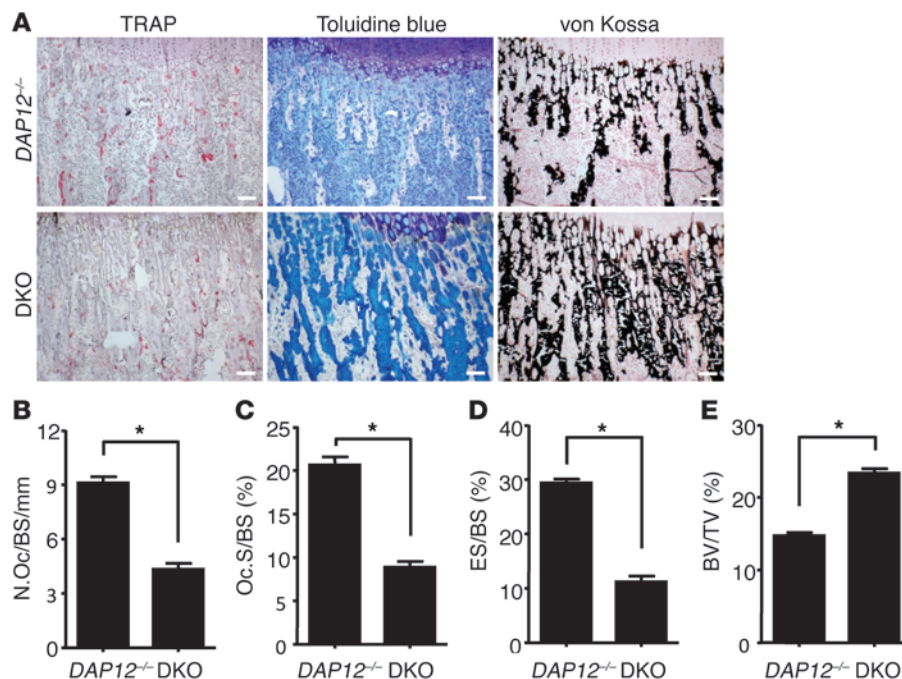 A
TRAP
Toluidine blue
von Kossa
DAP12–/–
DKO
B
N.Oc/BS/mm
12
9
6
3
0
*
DAP12–/– DKO
C
Oc.S/BS (%)
25
20
15
10
5
0
*
DAP12–/– DKO
D
ES/BS (%)
40
30
20
10
0
*
DAP12–/– DKO
E
BV/TV (%)
30
20
10
0
*
DAP12–/– DKO